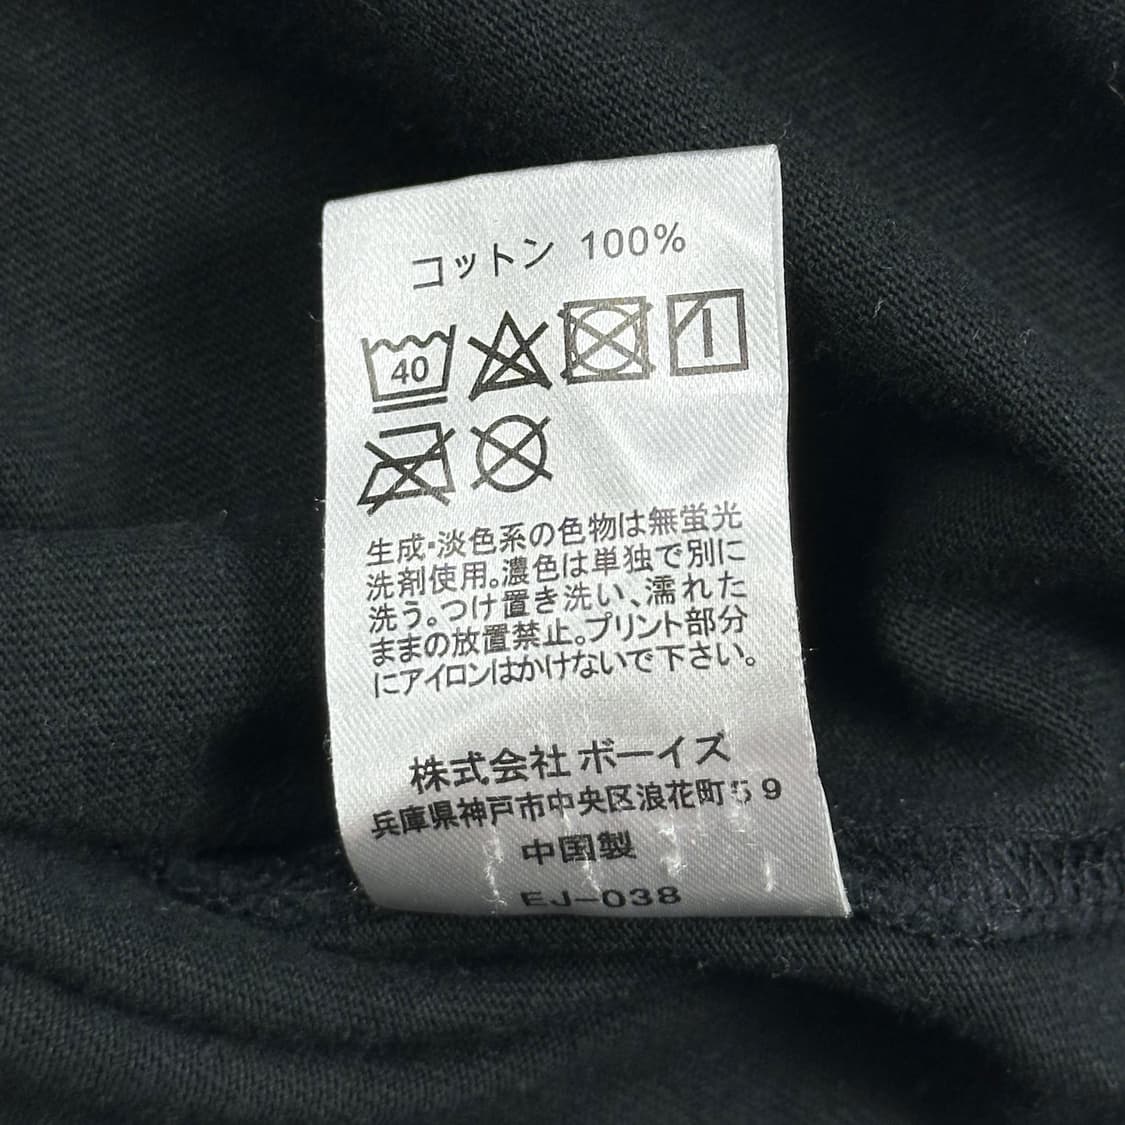 コットン 100%
40
生成・淡色系の色物は無蛍光
洗剤使用。濃色は単独で別に
洗う。つけ置き洗い、濡れた
ままの放置禁止。プリント部分
にアイロンはかけないで下さい。
株式会社 ボーイズ
兵庫県神戸市中央区浪花町59
中国製
EJ-038